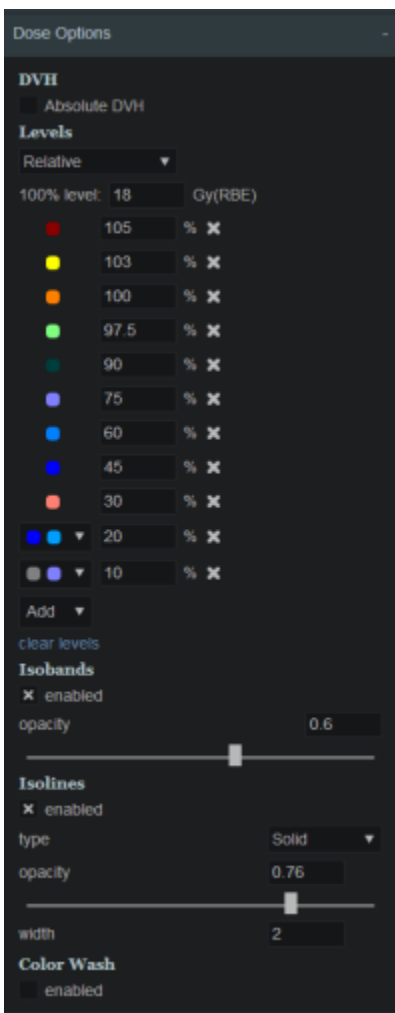 Dose Options -
DVH
Absolute DVH
Levels
Relative
100% level: 18 Gy(RBE)
105 %
103 %
100 %
97.5 %
90 %
75 %
60 %
45 %
30 %
20 %
10 %
Add
clear levels
Isobands
enabled
opacity 0.6
Isolines
enabled
type Solid
opacity 0.76
width 2
Color Wash
enabled